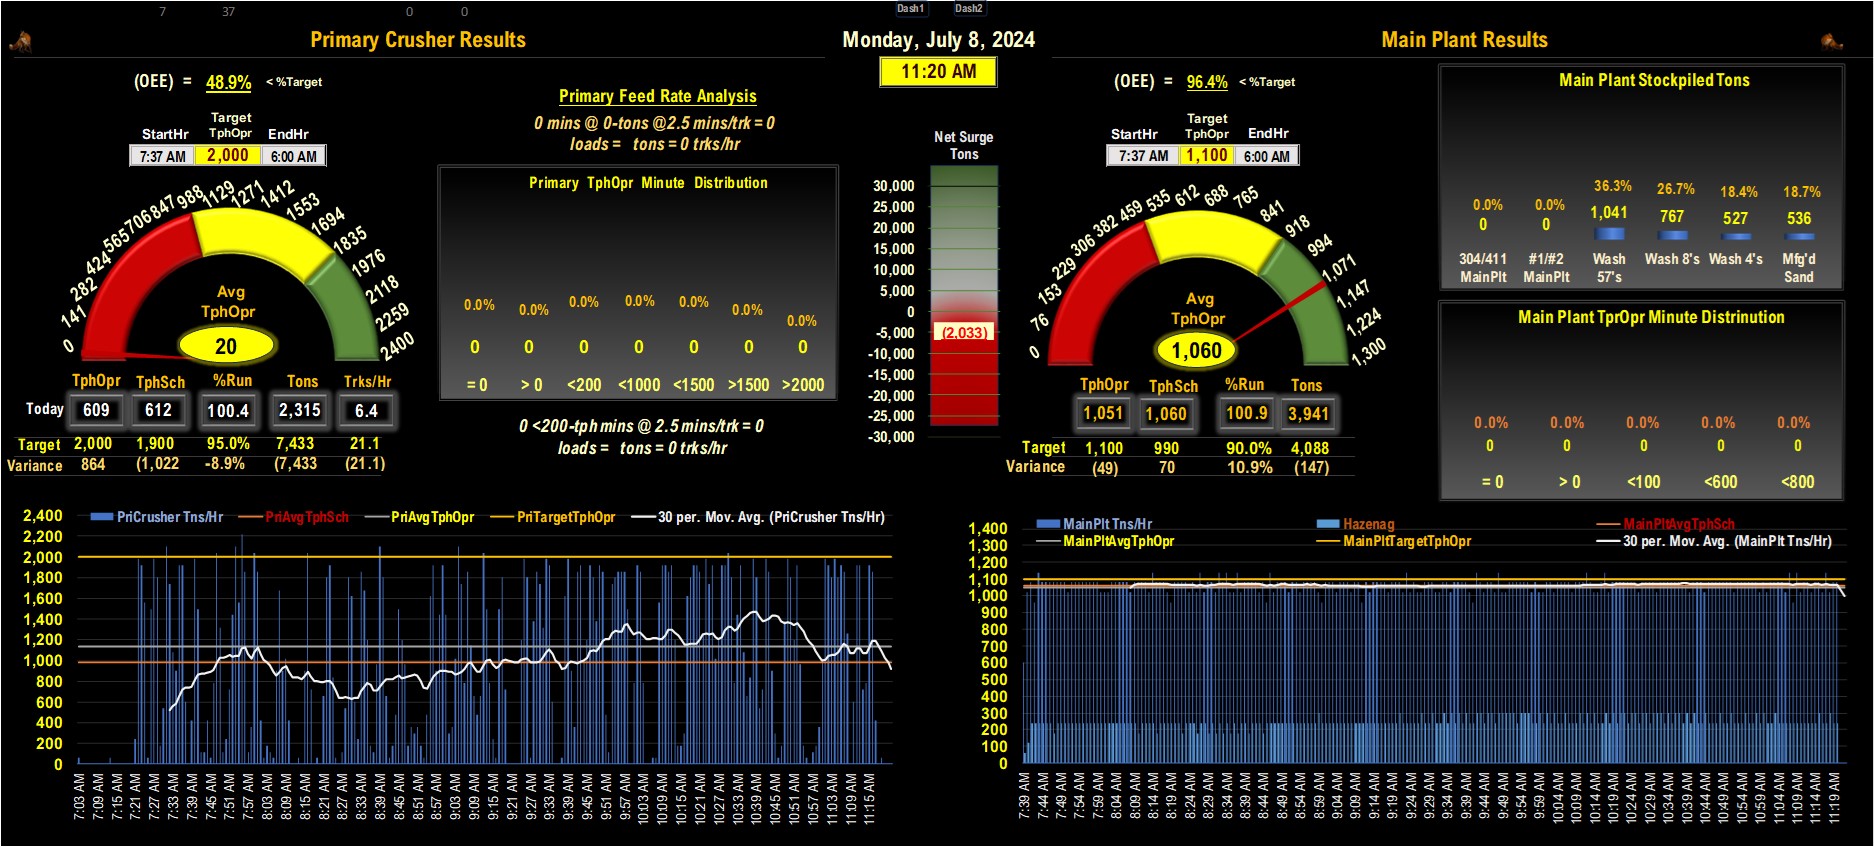 7 37 0 0 Dash1 Dash2
Primary Crusher Results
Monday, July 8, 2024
Main Plant Results
11:20 AM
(OEE) = 48.9% < %Target
Target
StartHr TphOpr EndHr
7:37 AM 2,000 6:00 AM
0 141 282 424 565 706 847 988 1129 1271 1412 1553 1694 1835 1976 2118 2259 2400
Avg
TphOpr
20
TphOpr TphSch %Run Tons Trks/Hr
Today 609 612 100.4 2,315 6.4
Target 2,000 1,900 95.0% 7,433 21.1
Variance 864 (1,022 -8.9% (7,433 (21.1)
Primary Feed Rate Analysis
0 mins @ 0-tons @2.5 mins/trk = 0
loads = tons = 0 trks/hr
Primary TphOpr Minute Distribution
0.0% 0.0% 0.0% 0.0% 0.0% 0.0% 0.0%
0 0 0 0 0 0 0
= 0 > 0 <200 <1000 <1500 >1500 >2000
0 <200-tph mins @ 2.5 mins/trk = 0
loads = tons = 0 trks/hr
Net Surge
Tons
30,000
25,000
20,000
15,000
10,000
5,000
0
-5,000
-10,000
-15,000
-20,000
-25,000
-30,000
(2,033)
(OEE) = 96.4% < %Target
Target
StartHr TphOpr EndHr
7:37 AM 1,100 6:00 AM
0 76 153 229 306 382 459 535 612 688 765 841 918 994 1,071 1,147 1,224 1,300
Avg
TphOpr
1,060
TphOpr TphSch %Run Tons
1,051 1,060 100.9 3,941
Target 1,100 990 90.0% 4,088
Variance (49) 70 10.9% (147)
Main Plant Stockpiled Tons
0.0% 0.0% 36.3% 26.7% 18.4% 18.7%
0 0 1,041 767 527 536
304/411 #1/#2 Wash Wash 8's Wash 4's Mfg'd
MainPlt MainPlt 57's Sand
Main Plant TprOpr Minute Distrinution
0.0% 0.0% 0.0% 0.0% 0.0%
0 0 0 0 0
= 0 > 0 <100 <600 <800
PriCrusher Tns/Hr PriAvgTphSch PriAvgTphOpr PriTargetTphOpr 30 per. Mov. Avg. (PriCrusher Tns/Hr)
2,400
2,200
2,000
1,800
1,600
1,400
1,200
1,000
800
600
400
200
0
7:03 AM 7:09 AM 7:15 AM 7:21 AM 7:27 AM 7:33 AM 7:39 AM 7:45 AM 7:51 AM 7:57 AM 8:03 AM 8:09 AM 8:15 AM 8:21 AM 8:27 AM 8:33 AM 8:39 AM 8:45 AM 8:51 AM 8:57 AM 9:03 AM 9:09 AM 9:15 AM 9:21 AM 9:27 AM 9:33 AM 9:39 AM 9:45 AM 9:51 AM 9:57 AM 10:03 AM 10:09 AM 10:15 AM 10:21 AM 10:27 AM 10:33 AM 10:39 AM 10:45 AM 10:51 AM 10:57 AM 11:03 AM 11:09 AM 11:15 AM
MainPlt Tns/Hr Hazenag MainPltAvgTphSch
MainPltAvgTphOpr MainPltTargetTphOpr 30 per. Mov. Avg. (MainPlt Tns/Hr)
1,400
1,300
1,200
1,100
1,000
900
800
700
600
500
400
300
200
100
0
7:39 AM 7:44 AM 7:49 AM 7:54 AM 7:59 AM 8:04 AM 8:09 AM 8:14 AM 8:19 AM 8:24 AM 8:29 AM 8:34 AM 8:39 AM 8:44 AM 8:49 AM 8:54 AM 8:59 AM 9:04 AM 9:09 AM 9:14 AM 9:19 AM 9:24 AM 9:29 AM 9:34 AM 9:39 AM 9:44 AM 9:49 AM 9:54 AM 9:59 AM 10:04 AM 10:09 AM 10:14 AM 10:19 AM 10:24 AM 10:29 AM 10:34 AM 10:39 AM 10:44 AM 10:49 AM 10:54 AM 10:59 AM 11:04 AM 11:09 AM 11:14 AM 11:19 AM